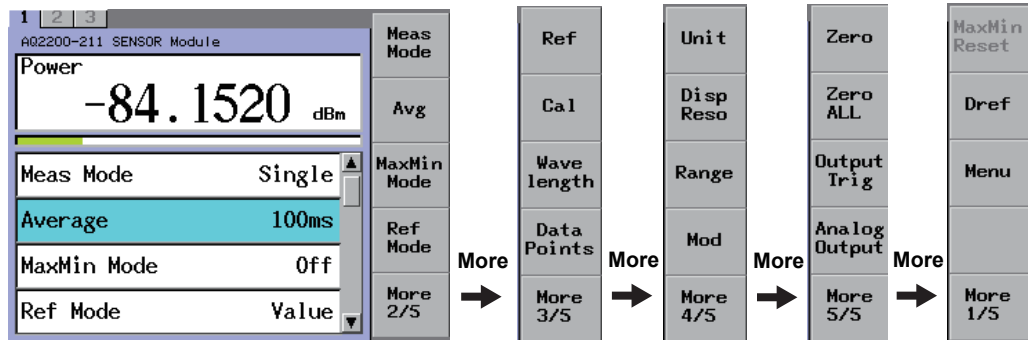 1 2 3
AQ2200-211 SENSOR Module
Power
-84.1520 dBm
Meas Mode Single
Average 100ms
MaxMin Mode Off
Ref Mode Value
Meas
Mode
Avg
MaxMin
Mode
Ref
Mode
More
2/5
More
Ref
Cal
Wave
length
Data
Points
More
3/5
More
Unit
Disp
Reso
Range
Mod
More
4/5
More
Zero
Zero
ALL
Output
Trig
Analog
Output
More
5/5
More
MaxMin
Reset
Dref
Menu
More
1/5